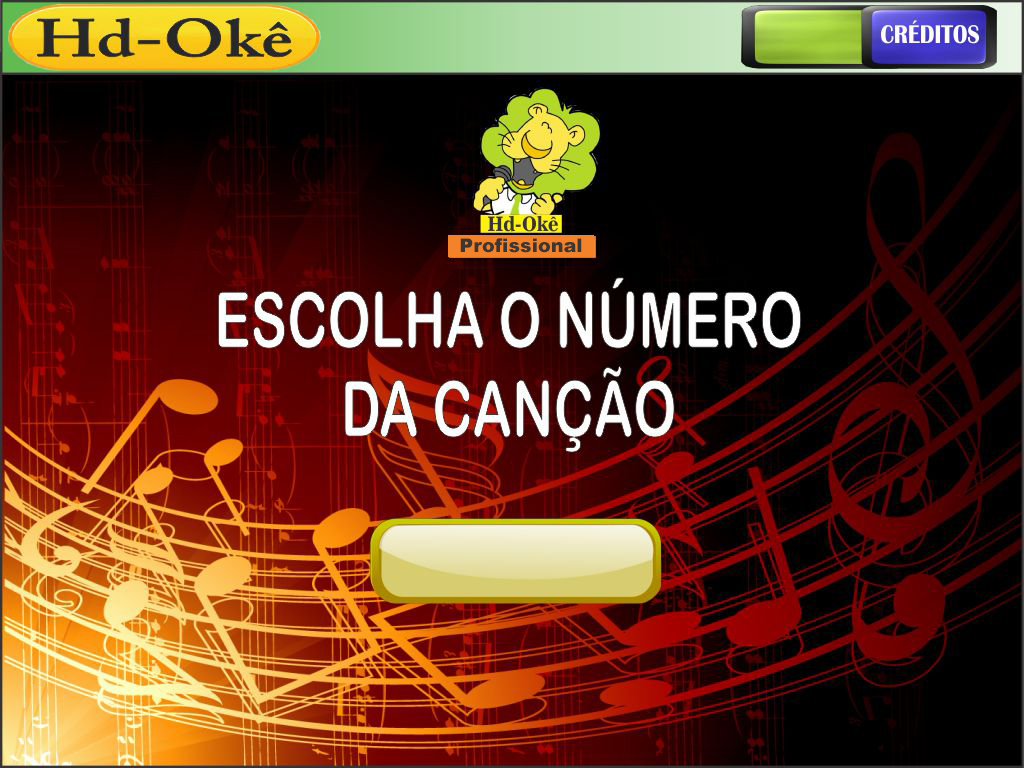 Hd-Okê
CRÉDITOS
Hd-Okê
Profissional
ESCOLHA O NÚMERO
DA CANÇÃO